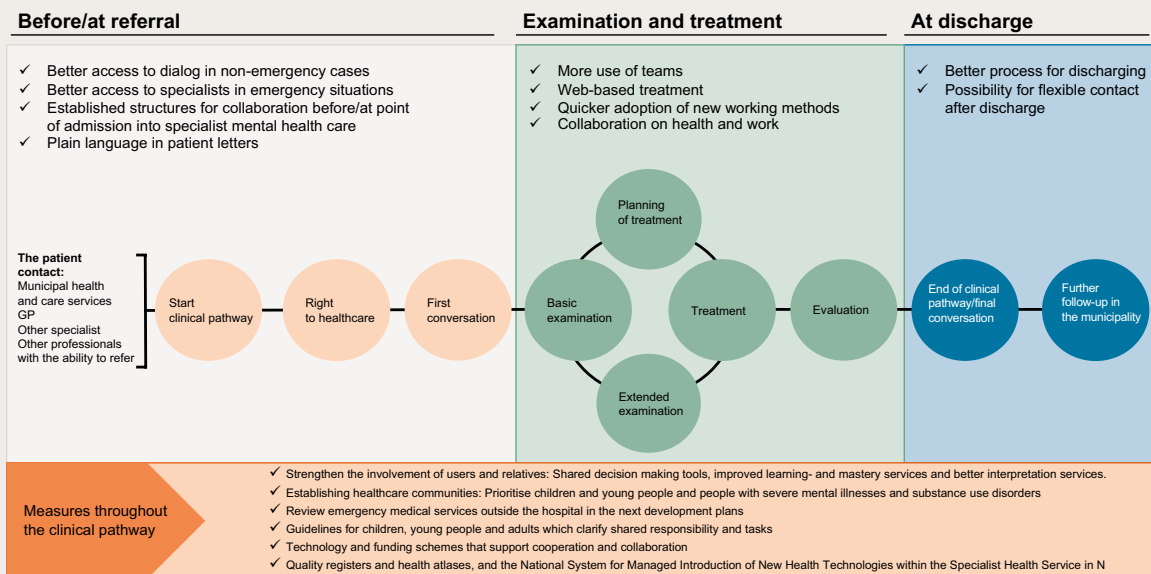 Before/at referral
Examination and treatment
At discharge
✓ Better access to dialog in non-emergency cases
✓ Better access to specialists in emergency situations
✓ Established structures for collaboration before/at point
of admission into specialist mental health care
✓ Plain language in patient letters
✓ More use of teams
✓ Web-based treatment
✓ Quicker adoption of new working methods
✓ Collaboration on health and work
✓ Better process for discharging
✓ Possibility for flexible contact
after discharge
The patient
contact:
Municipal health
and care services
GP
Other specialist
Other professionals
with the ability to refer
Start
clinical pathway
Right
to healthcare
First
conversation
Planning
of treatment
Basic
examination
Treatment
Extended
examination
Evaluation
End of clinical
pathway/final
conversation
Further
follow-up in
the municipality
Measures throughout
the clinical pathway
✓ Strengthen the involvement of users and relatives: Shared decision making tools, improved learning- and mastery services and better interpretation services.
✓ Establishing healthcare communities: Prioritise children and young people and people with severe mental illnesses and substance use disorders
✓ Review emergency medical services outside the hospital in the next development plans
✓ Guidelines for children, young people and adults which clarify shared responsibility and tasks
✓ Technology and funding schemes that support cooperation and collaboration
✓ Quality registers and health atlases, and the National System for Managed Introduction of New Health Technologies within the Specialist Health Service in N